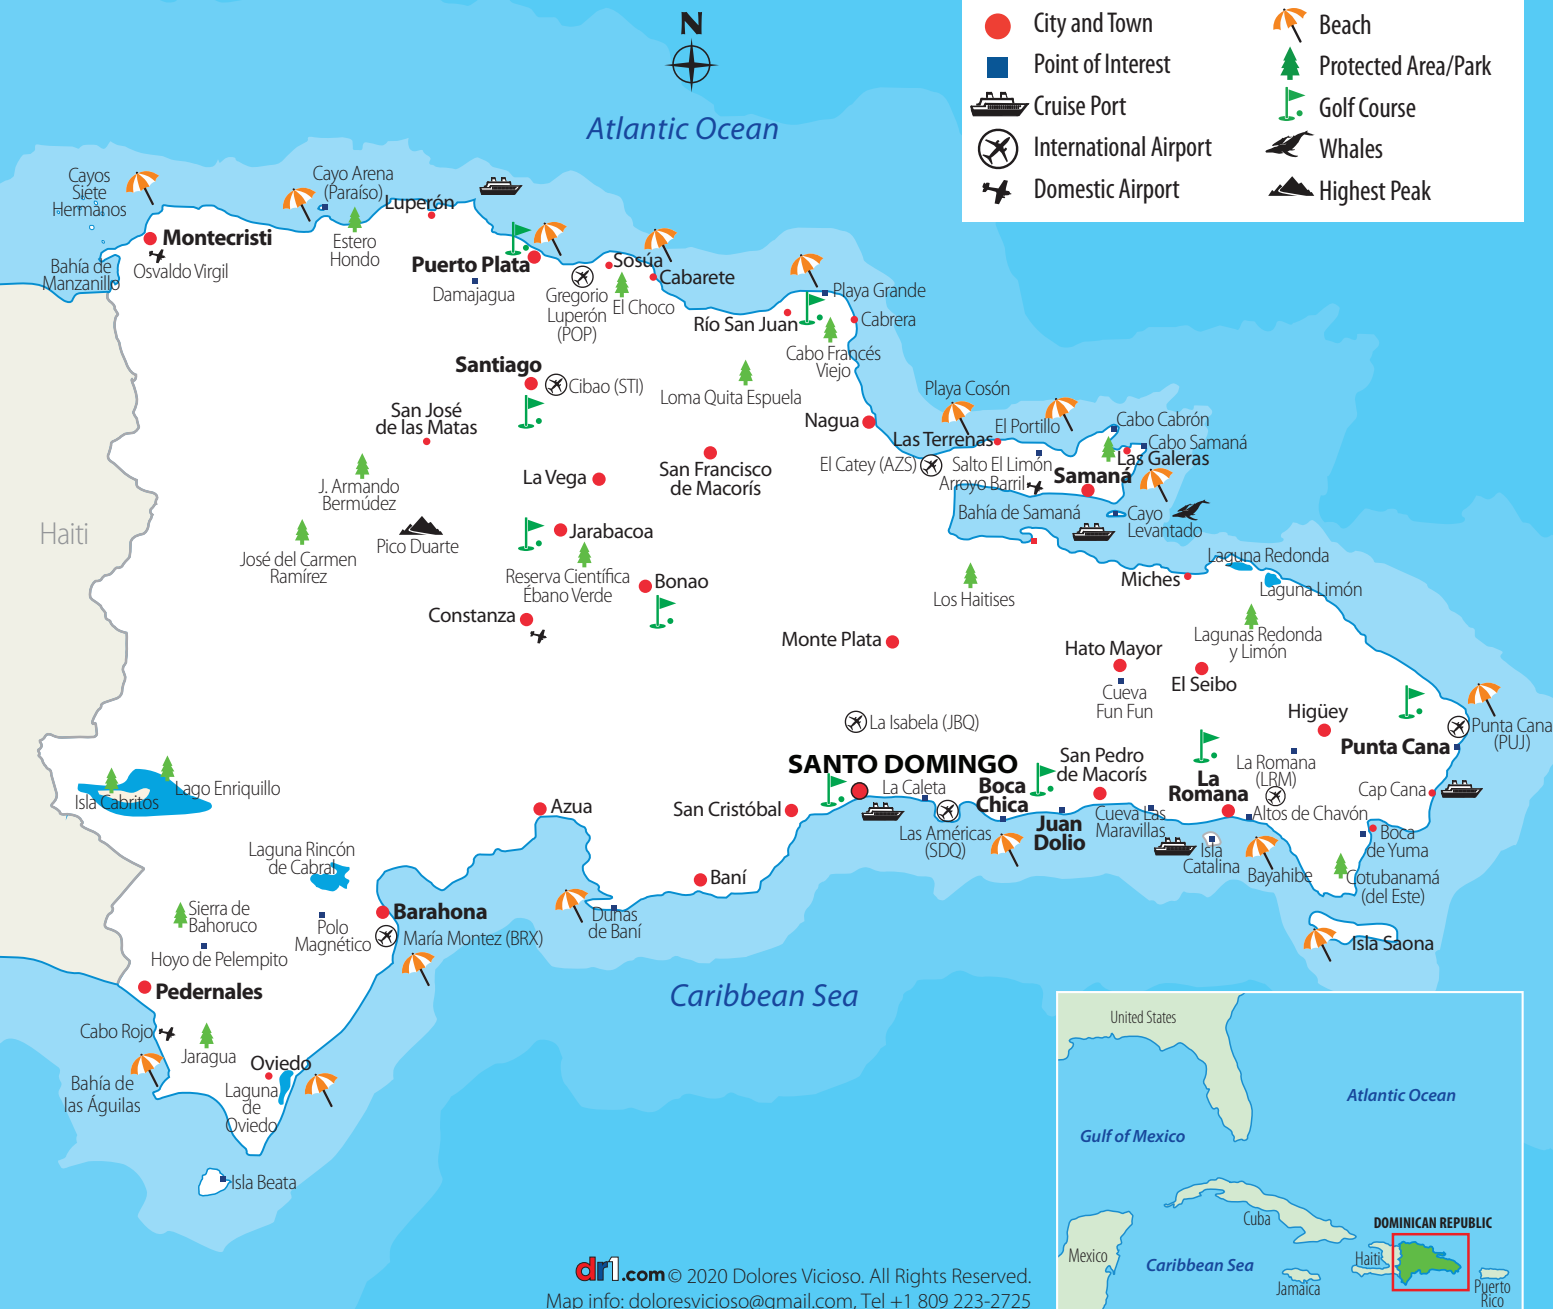 N
Atlantic Ocean
City and Town
Point of Interest
Cruise Port
International Airport
Domestic Airport
Beach
Protected Area/Park
Golf Course
Whales
Highest Peak
Cayos
Siete
Hermanos
Cayo Arena
(Paraíso)
Luperón
Montecristi
Osvaldo Virgil
Bahía de
Manzanillo
Estero
Hondo
Puerto Plata
Damajagua
Sosúa
Cabarete
Gregorio
Luperón
(POP)
El Choco
Playa Grande
Río San Juan
Cabrera
Cabo Francés
Viejo
Santiago
Cibao (STI)
Loma Quita Espuela
San José
de las Matas
Nagua
Playa Cosón
Las Terrenas
El Portillo
Cabo Cabrón
Cabo Samaná
Las Galeras
El Catey (AZS)
Salto El Limón
Arroyo Barril
Samaná
Bahía de Samaná
Cayo
Levantado
San Francisco
de Macorís
La Vega
J. Armando
Bermúdez
Haiti
Pico Duarte
José del Carmen
Ramírez
Jarabacoa
Reserva Científica
Ébano Verde
Bonao
Constanza
Los Haitises
Miches
Laguna Redonda
Laguna Limón
Lagunas Redonda
y Limón
Monte Plata
Hato Mayor
Cueva
Fun Fun
El Seibo
Higüey
Punta Cana
Punta Cana
(PUJ)
La Isabela (JBQ)
SANTO DOMINGO
La Caleta
Boca
Chica
San Pedro
de Macorís
La
Romana
La Romana
(LRM)
Altos de Chavón
Cap Cana
Boca
de Yuma
Las Américas
(SDQ)
Juan
Dolio
Cueva Las
Maravillas
Isla
Catalina
Bayahibe
Cotubanamá
(del Este)
Isla Saona
Isla Cabritos
Lago Enriquillo
Azua
San Cristóbal
Baní
Dunas
de Baní
Laguna Rincón
de Cabral
Sierra de
Bahoruco
Polo
Magnético
Barahona
María Montez (BRX)
Hoyo de Pelempito
Pedernales
Cabo Rojo
Jaragua
Oviedo
Laguna
de
Oviedo
Bahía de
las Águilas
Isla Beata
Caribbean Sea
United States
Atlantic Ocean
Gulf of Mexico
Cuba
DOMINICAN REPUBLIC
Mexico
Caribbean Sea
Haiti
Jamaica
Puerto
Rico
dr1.com © 2020 Dolores Vicioso. All Rights Reserved.
Map info: doloresvicioso@gmail.com, Tel +1 809 223-2725